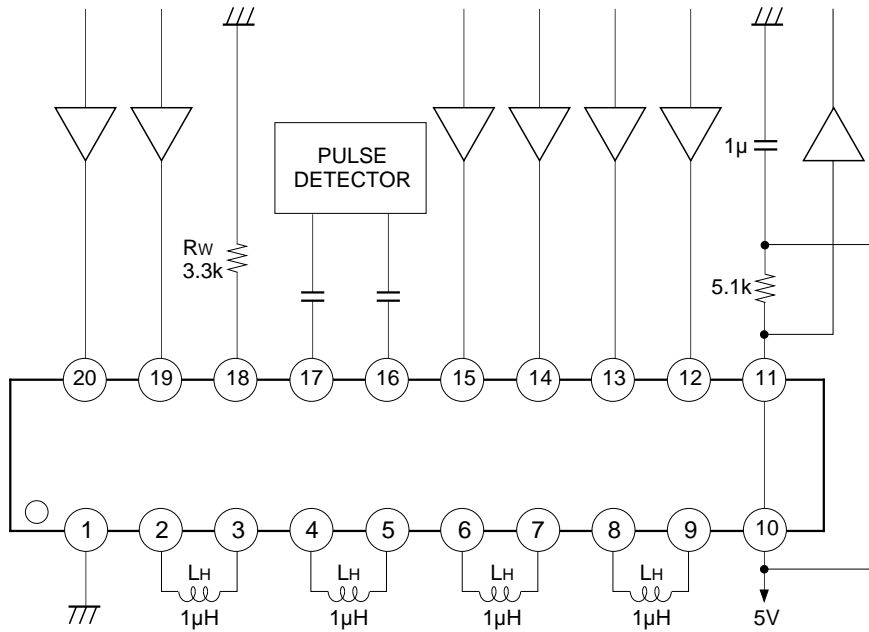 1μ
PULSE
DETECTOR
RW
3.3k
5.1k
20 19 18 17 16 15 14 13 12 11
1 2 3 4 5 6 7 8 9 10
LH LH LH LH
1μH 1μH 1μH 1μH 5V